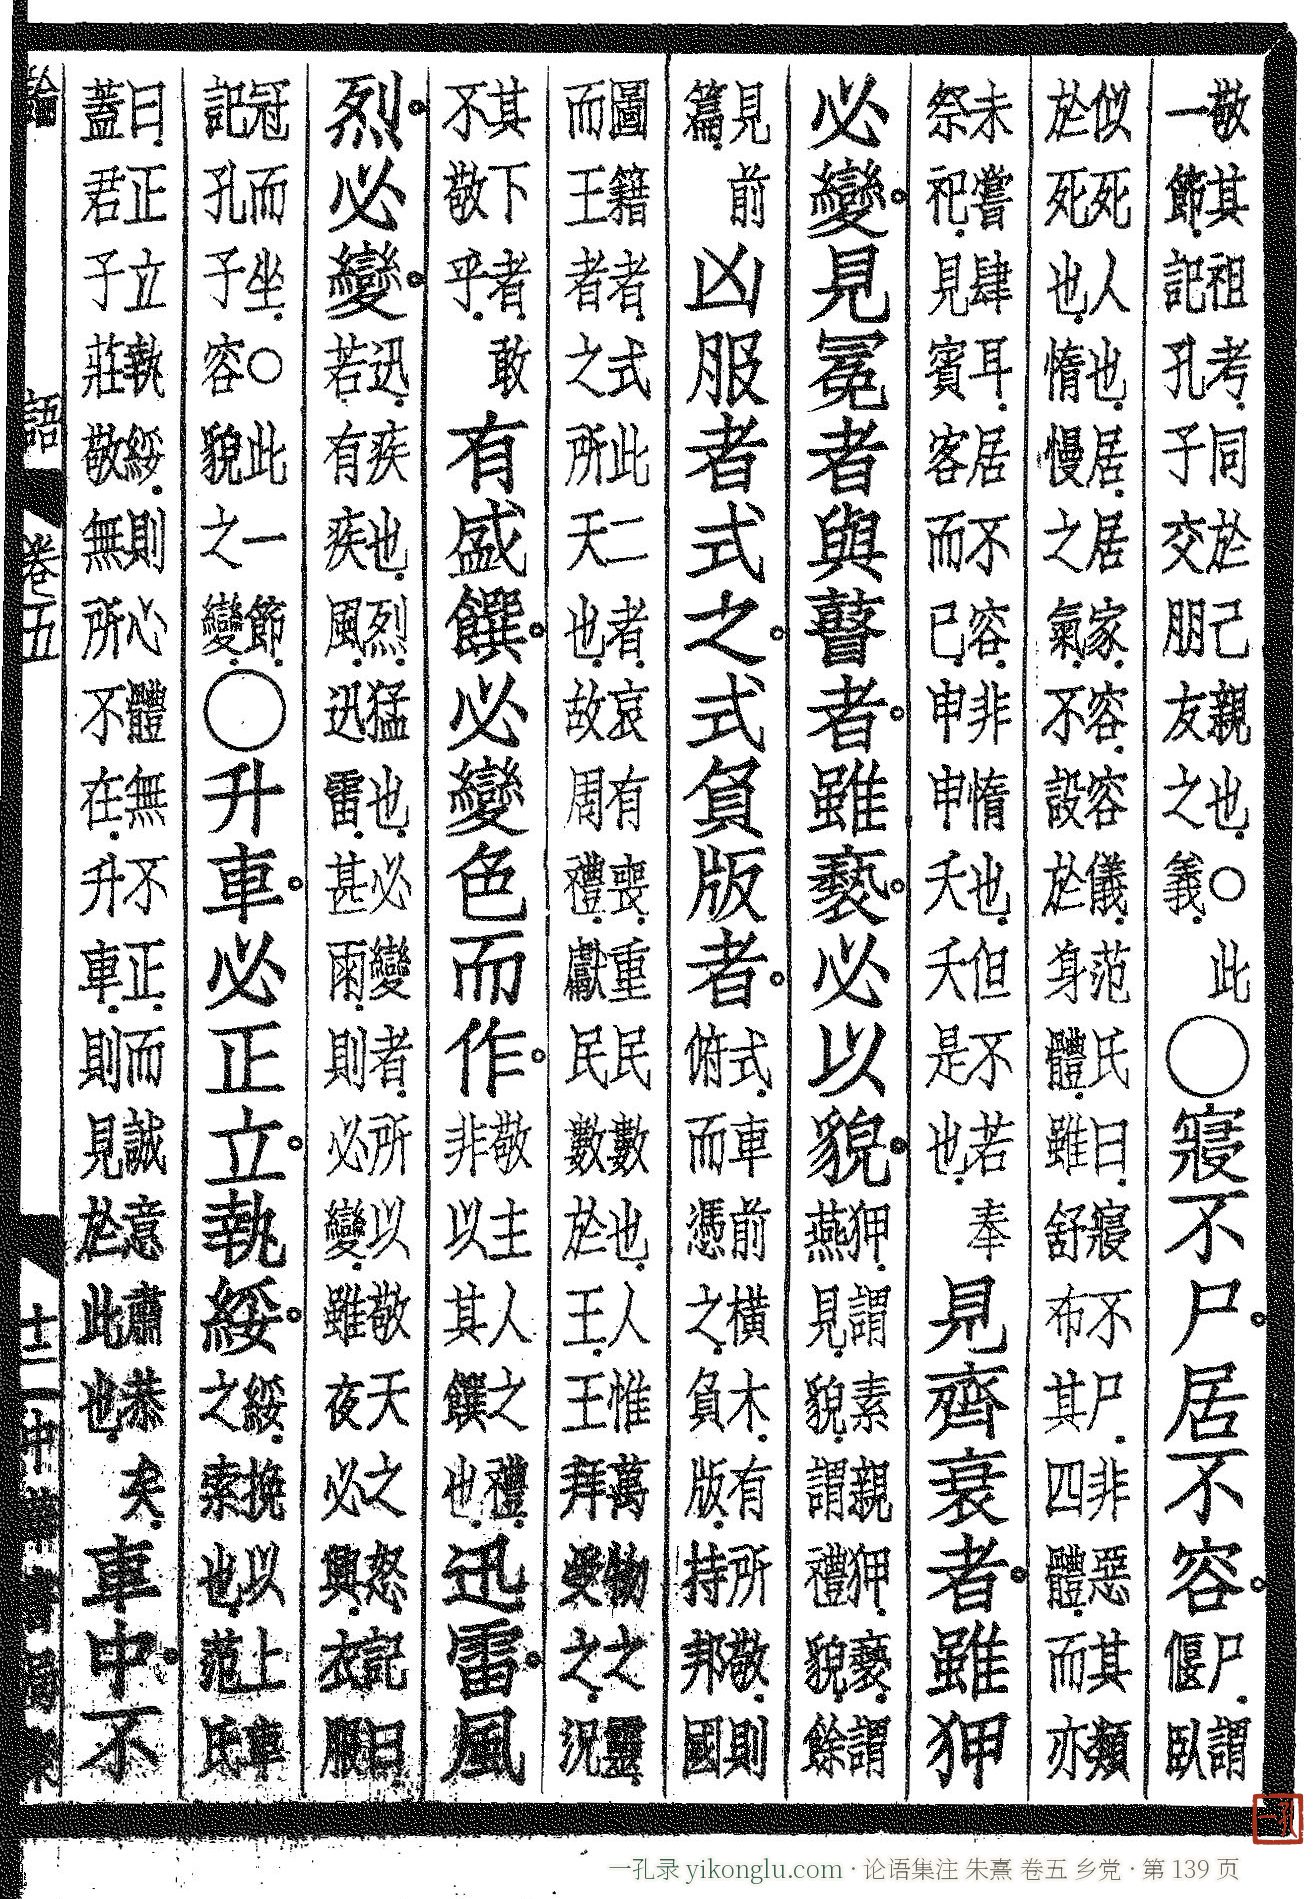 敬其祖考。同於己親也。○此
一節。記孔子交朋友之義。
○寢不尸。居不容。
尸。謂
偃臥
似死人也。居。居家。容。容儀。范氏曰。寢不尸。非惡其類
於死也。惰慢之氣。不設於身體。雖舒布其四體。而亦
未嘗肆耳。居不容。非惰也。但不若奉
祭祀。見賓客而已。申申夭夭是也。
見齊衰者。雖狎
必變。見冕者與瞽者。雖褻。必以貌。
狎。謂素親狎。褻。謂
燕見。貌。謂禮貌。餘
見前
篇。
凶服者式之。式負版者。
式。車前橫木。有所敬。則
俯而憑之。負版。持邦國
圖籍者。式此二者。哀有喪。重民數也。人惟萬物之靈。
而王者之所天也。故周禮。獻民數於王。王拜受之。況
其下者。敢
不敬乎。
有盛饌。必變色而作。
敬主人之禮。
非以其饌也。
迅雷。風
烈。必變。
迅。疾也。烈。猛也。必變者。所以敬天之怒。記曰。
若有疾風。迅雷。甚雨。則必變。雖夜必興。衣服
冠而坐。○此一節。
記孔子容貌之變。
○升車。必正立。執綏。
綏。挽以上車
之索也。范氏
曰。正立執綏。則心體無不正。而誠意肅恭矣。
蓋君子莊敬。無所不在。升車。則見於此也。
車中。不
論語
卷五
十二
中華書局
一孔录 yikonglu.com · 论语集注 朱熹 卷五 乡党 · 第 139 页